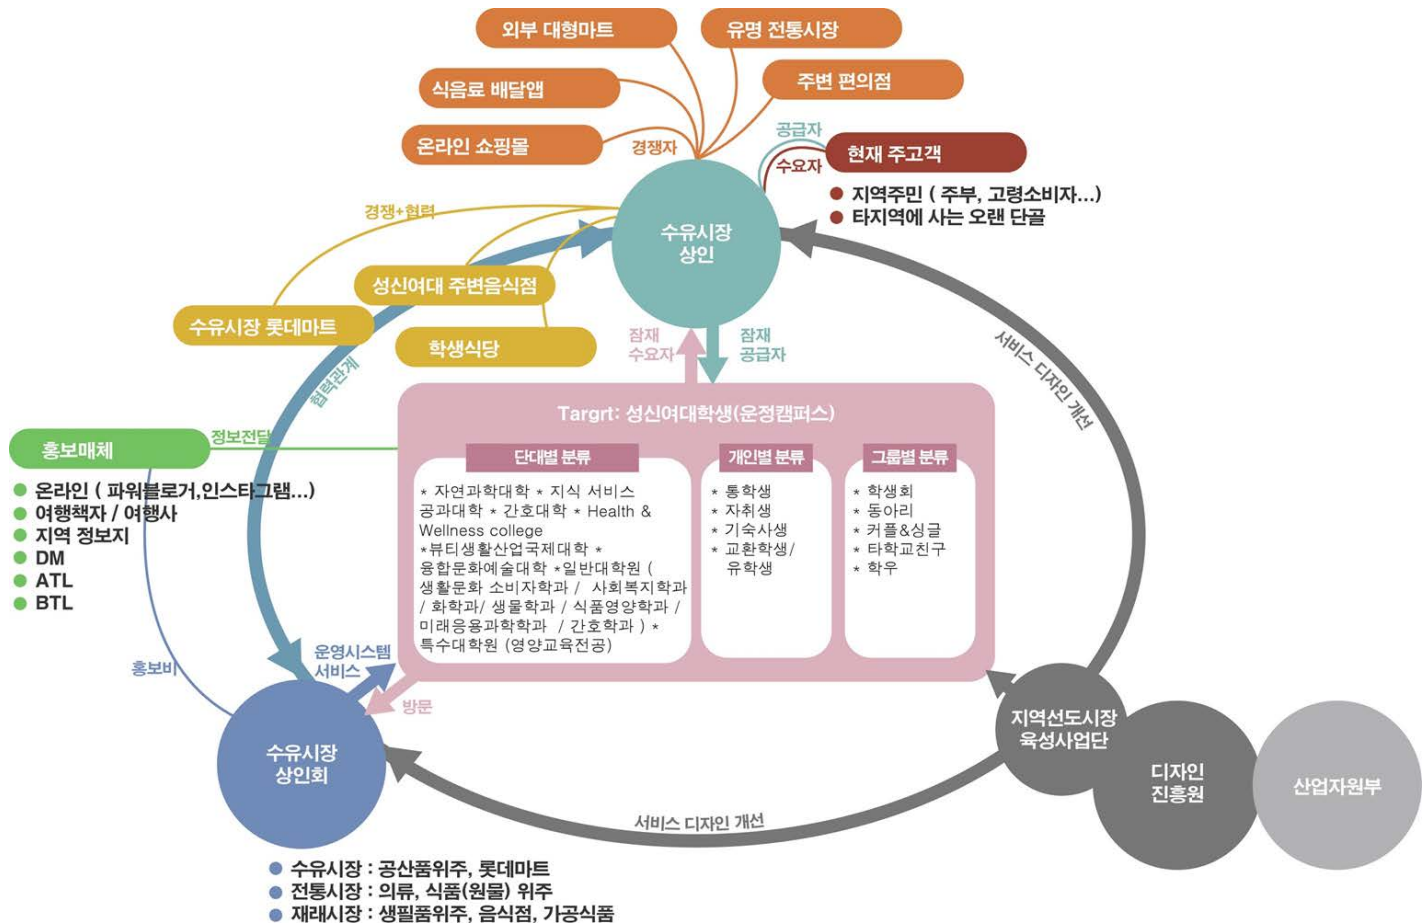 외부 대형마트
유명 전통시장
식음료 배달앱
주변 편의점
온라인 쇼핑몰
경쟁자
공급자
수요자
현재 주고객
지역주민 ( 주부, 고령소비자...)
타지역에 사는 오랜 단골
경쟁+협력
수유시장
상인
성신여대 주변음식점
수유시장 롯데마트
학생식당
잠재
수요자
잠재
공급자
협력관계
서비스 디자인 개선
홍보매체
정보전달
온라인 ( 파워블로거,인스타그램...)
여행책자 / 여행사
지역 정보지
DM
ATL
BTL
Targrt: 성신여대학생(운정캠퍼스)
단대별 분류
* 자연과학대학 * 지식 서비스
공과대학 * 간호대학 * Health &
Wellness college
*뷰티생활산업국제대학 *
융합문화예술대학 *일반대학원 (
생활문화 소비자학과 / 사회복지학과
/ 화학과/ 생물학과 / 식품영양학과 /
미래응용과학학과 / 간호학과 ) *
특수대학원 (영양교육전공)
개인별 분류
* 통학생
* 자취생
* 기숙사생
* 교환학생/
유학생
그룹별 분류
* 학생회
* 동아리
* 커플&싱글
* 타학교친구
* 학우
홍보비
운영시스템
서비스
방문
수유시장
상인회
지역선도시장
육성사업단
디자인
진흥원
산업자원부
서비스 디자인 개선
수유시장 : 공산품위주, 롯데마트
전통시장 : 의류, 식품(원물) 위주
재래시장 : 생필품위주, 음식점, 가공식품